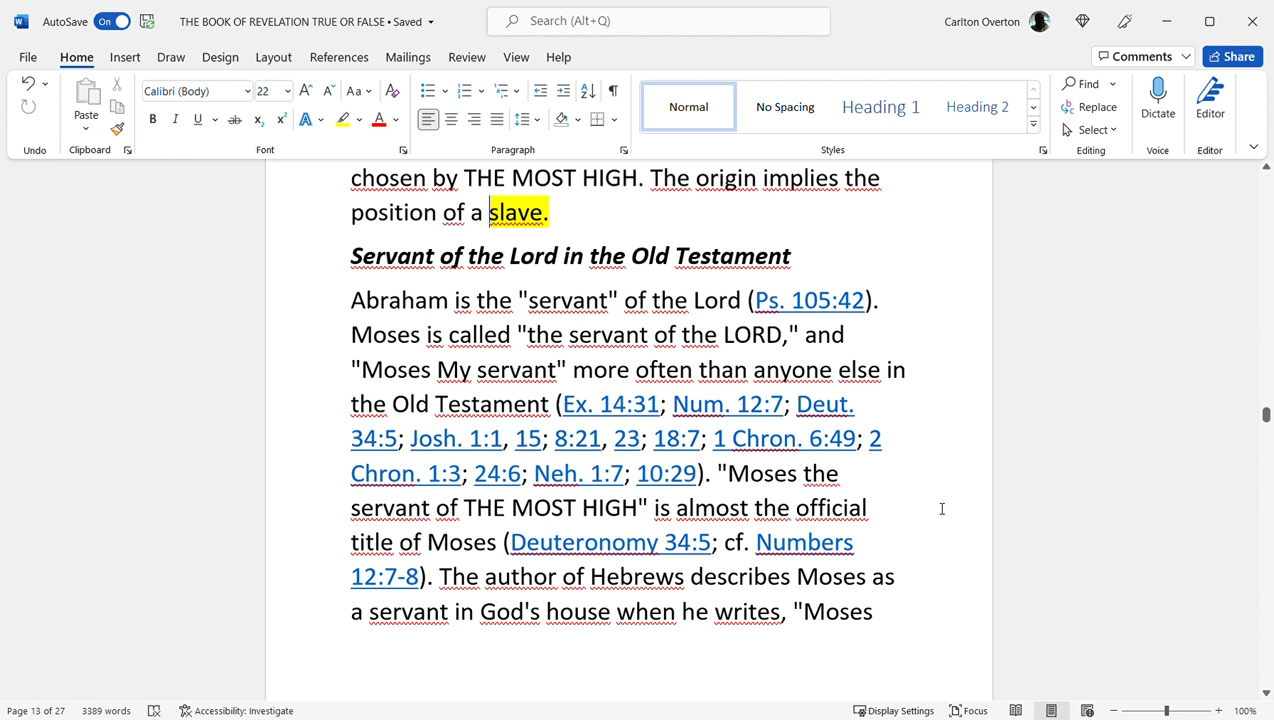 AutoSave On THE BOOK OF REVELATION TRUE OR FALSE • Saved Search (Alt+Q) Carlton Overton
File Home Insert Draw Design Layout References Mailings Review View Help Comments Share
Calibri (Body) 22 Aa Normal No Spacing Heading 1 Heading 2 Find
Paste Replace Dictate Editor
Select
Undo Clipboard Font Paragraph Styles Editing Voice Editor
chosen by THE MOST HIGH. The origin implies the
position of a slave.
Servant of the Lord in the Old Testament
Abraham is the "servant" of the Lord (Ps. 105:42).
Moses is called "the servant of the LORD," and
"Moses My servant" more often than anyone else in
the Old Testament (Ex. 14:31; Num. 12:7; Deut.
34:5; Josh. 1:1, 15; 8:21, 23; 18:7; 1 Chron. 6:49; 2
Chron. 1:3; 24:6; Neh. 1:7; 10:29). "Moses the
servant of THE MOST HIGH" is almost the official
title of Moses (Deuteronomy 34:5; cf. Numbers
12:7-8). The author of Hebrews describes Moses as
a servant in God's house when he writes, "Moses
Page 13 of 27 3389 words Accessibility: Investigate Display Settings Focus 100%